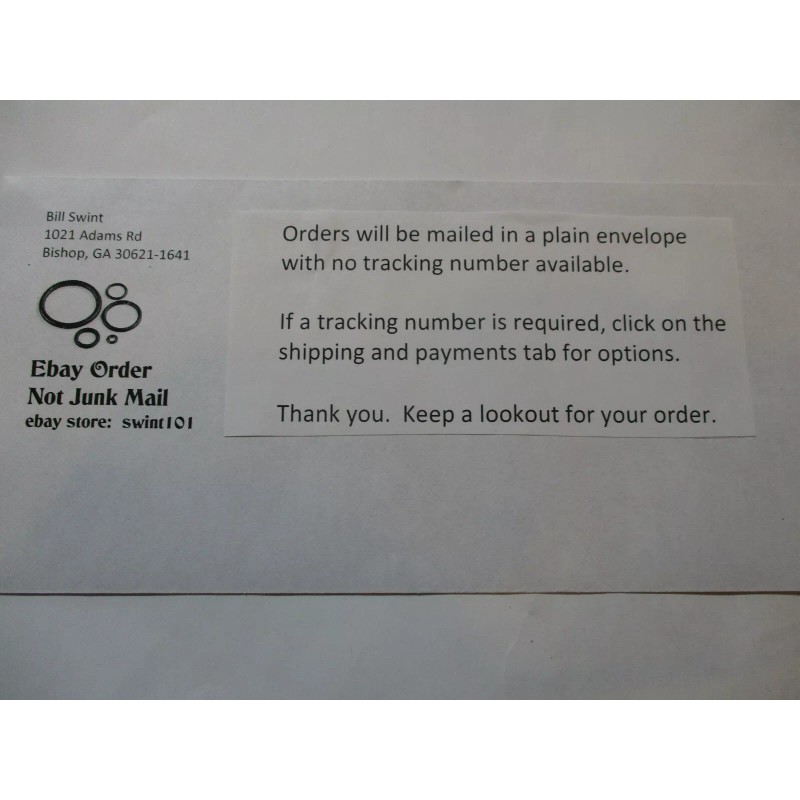 Bill Swint
1021 Adams Rd
Bishop, GA 30621-1641
Ebay Order
Not Junk Mail
ebay store: swint101
Orders will be mailed in a plain envelope
with no tracking number available.
If a tracking number is required, click on the
shipping and payments tab for options.
Thank you. Keep a lookout for your order.